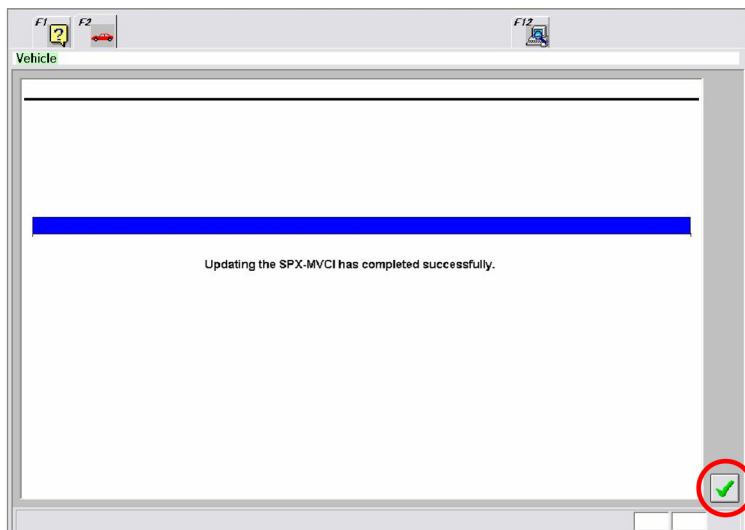 F1 F2 F12
Vehicle
Updating the SPX-MVCI has completed successfully.